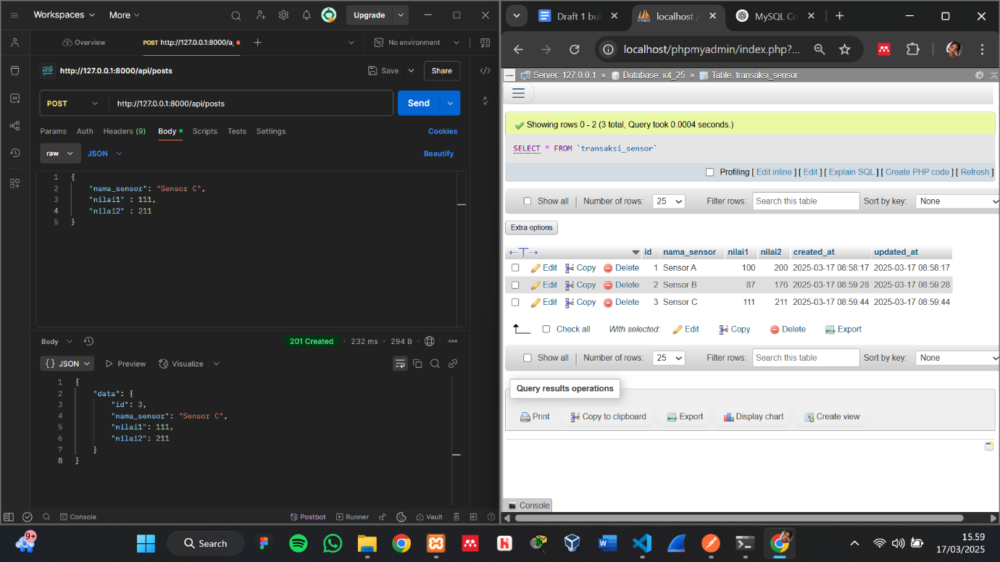 Workspaces More Upgrade
Overview POST http://127.0.0.1:8000/a No environment
HTTP http://127.0.0.1:8000/api/posts Save Share
POST http://127.0.0.1:8000/api/posts Send
Params Auth Headers (9) Body Scripts Tests Settings Cookies
raw JSON Beautify
1 {
2 "nama_sensor": "Sensor C",
3 "nilai1" : 111,
4 "nilai2" : 211
5 }
Body 201 Created 232 ms 294 B
{} JSON Preview Visualize
1 {
2 "data": {
3 "id": 3,
4 "nama_sensor": "Sensor C",
5 "nilai1": 111,
6 "nilai2": 211
7 }
8 }
Console Postbot Runner Vault
Draft 1 bu localhost / MySQL Co
localhost/phpmyadmin/index.php?...
Server: 127.0.0.1 » Database: iot_25 » Table: transaksi_sensor
Showing rows 0 - 2 (3 total, Query took 0.0004 seconds.)
SELECT * FROM `transaksi_sensor`
Profiling [ Edit inline ] [ Edit ] [ Explain SQL ] [ Create PHP code ] [ Refresh ]
Show all Number of rows: 25 Filter rows: Search this table Sort by key: None
Extra options
←T→ id nama_sensor nilai1 nilai2 created_at updated_at
Edit Copy Delete 1 Sensor A 100 200 2025-03-17 08:58:17 2025-03-17 08:58:17
Edit Copy Delete 2 Sensor B 87 176 2025-03-17 08:59:28 2025-03-17 08:59:28
Edit Copy Delete 3 Sensor C 111 211 2025-03-17 08:59:44 2025-03-17 08:59:44
Check all With selected: Edit Copy Delete Export
Show all Number of rows: 25 Filter rows: Search this table Sort by key: None
Query results operations
Print Copy to clipboard Export Display chart Create view
Console
9+ Search 15.59
17/03/2025